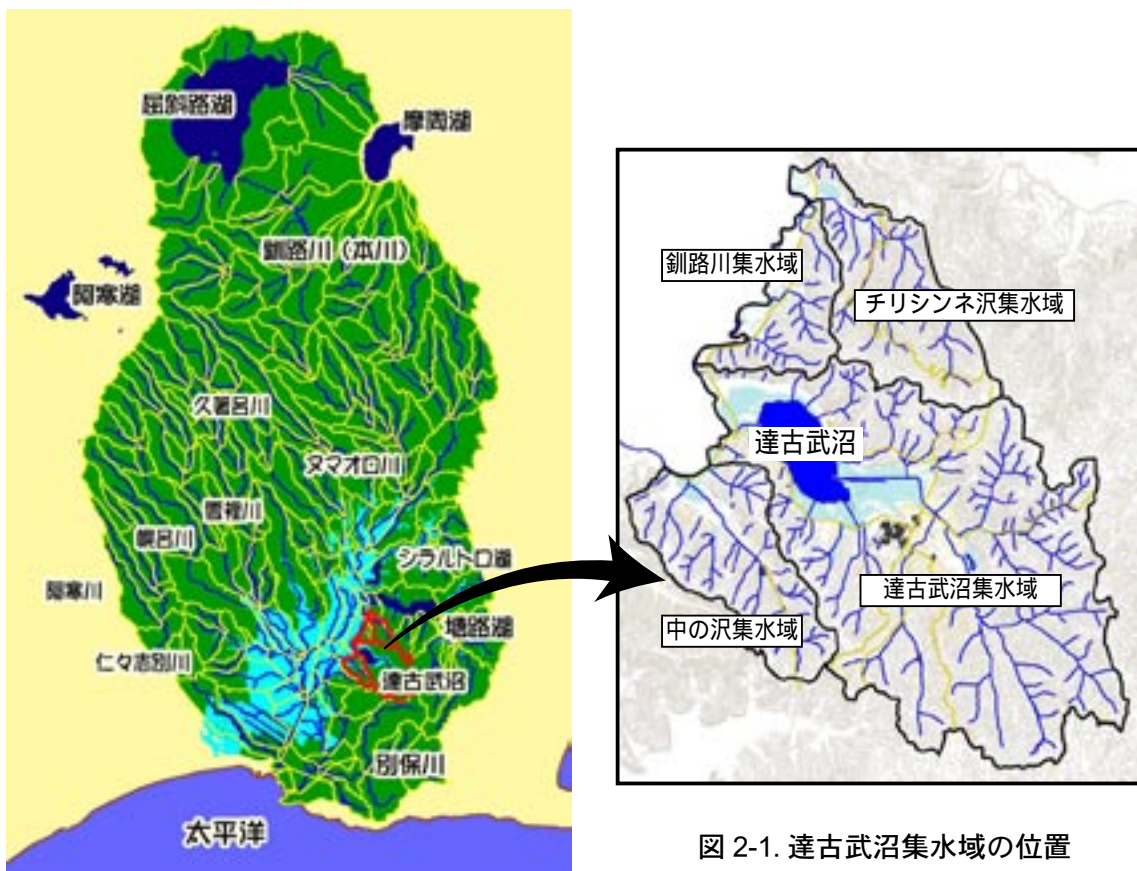 屈斜路湖
摩周湖
釧路川（本川）
阿寒湖
久著呂川
ヌマオロ川
雪裡川
幌呂川
シラルトロ湖
阿寒川
塘路湖
仁々志別川
達古武沼
別保川
太平洋
釧路川集水域
チリシンネ沢集水域
達古武沼
達古武沼集水域
中の沢集水域
図 2-1. 達古武沼集水域の位置